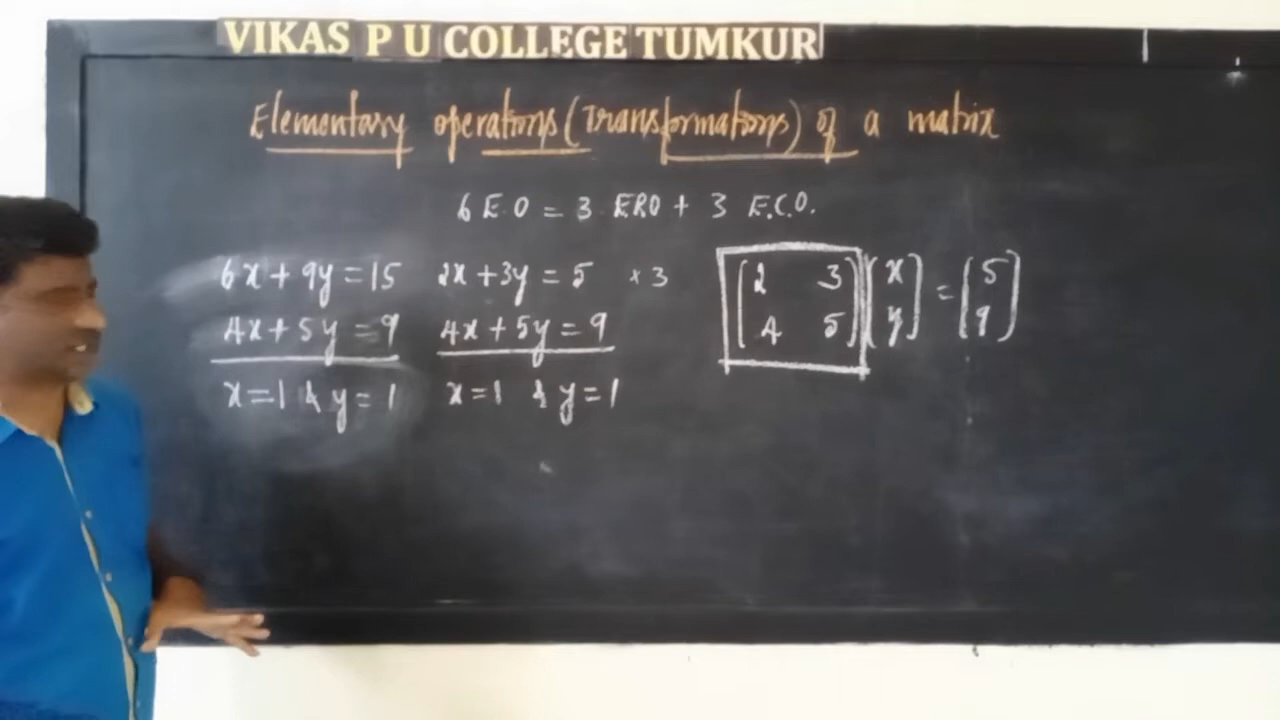 VIKAS P U COLLEGE TUMKUR
Elementary operations (Transformations) of a matrix
6 E.O = 3 ERO + 3 E.C.O.
6x + 9y = 15 2x + 3y = 5 × 3
4x + 5y = 9 4x + 5y = 9
x = 1 & y = 1 x = 1 & y = 1
[2 3] [x] = [5]
[4 5] [y] [9]